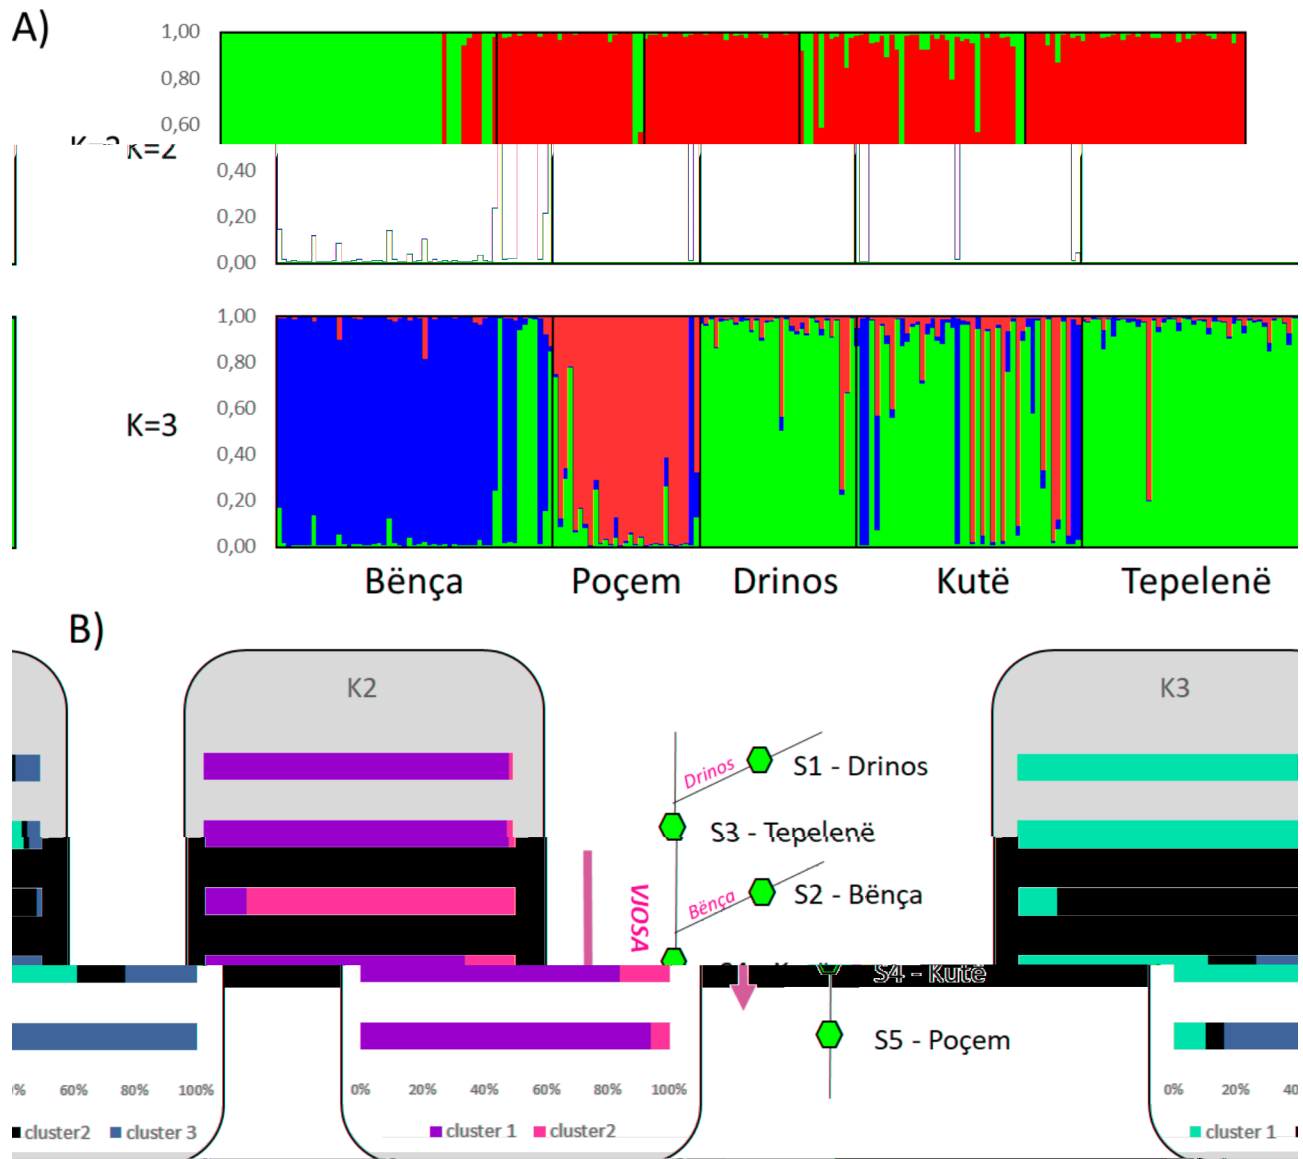 A)
1,00
0,80
0,60
K=2
0,40
0,20
0,00
1,00
0,80
0,60
K=3
0,40
0,20
0,00
Bënça Poçem Drinos Kutë Tepelenë
B)
K2 K3
Drinos S1 - Drinos
S3 - Tepelenë
VJOSA Bënça S2 - Bënça
S4 - Kutë
S5 - Poçem
60% 80% 100% 0% 20% 40% 60% 80% 100% 0% 20%
cluster2 cluster 3 cluster 1 cluster2 cluster 1